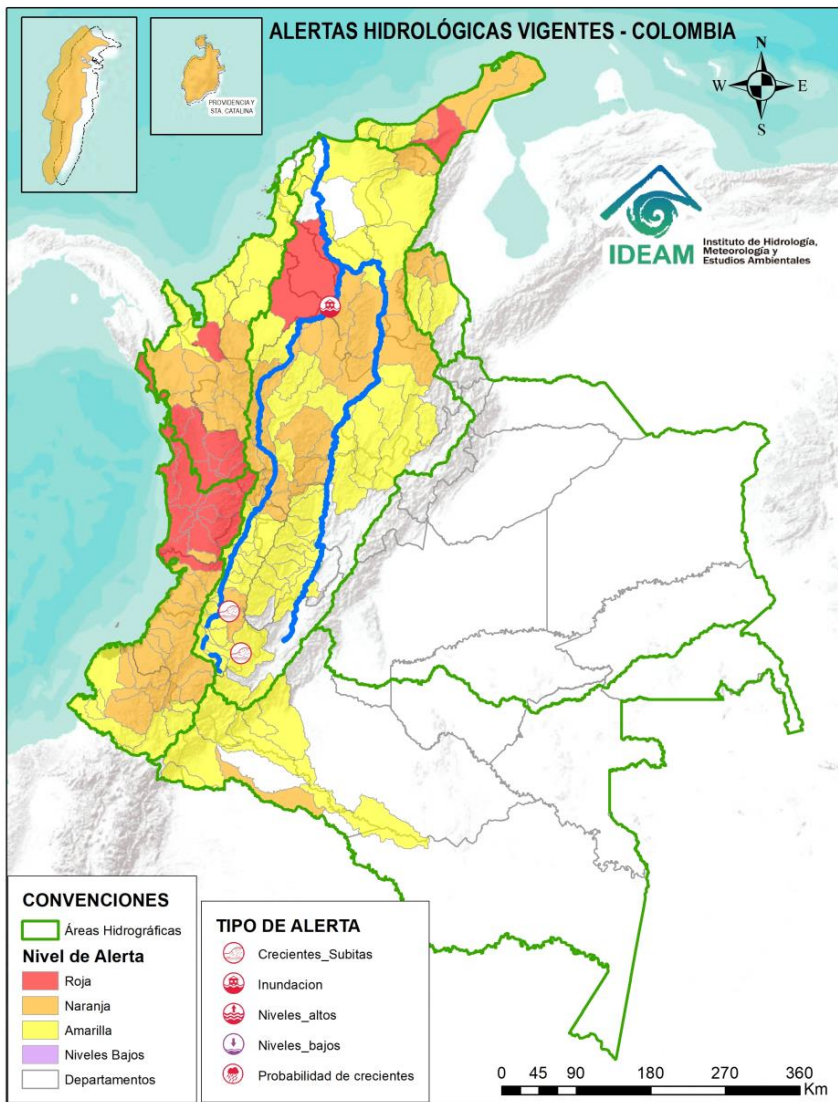 ALERTAS HIDROLÓGICAS VIGENTES - COLOMBIA
PROVIDENCIA Y
STA. CATALINA
N
W
E
S
IDEAM
Instituto de Hidrología,
Meteorología y
Estudios Ambientales
CONVENCIONES
Áreas Hidrográficas
Nivel de Alerta
Roja
Naranja
Amarilla
Niveles Bajos
Departamentos
TIPO DE ALERTA
Crecientes_Subitas
Inundacion
Niveles_altos
Niveles_bajos
Probabilidad de crecientes
0 45 90 180 270 360
Km